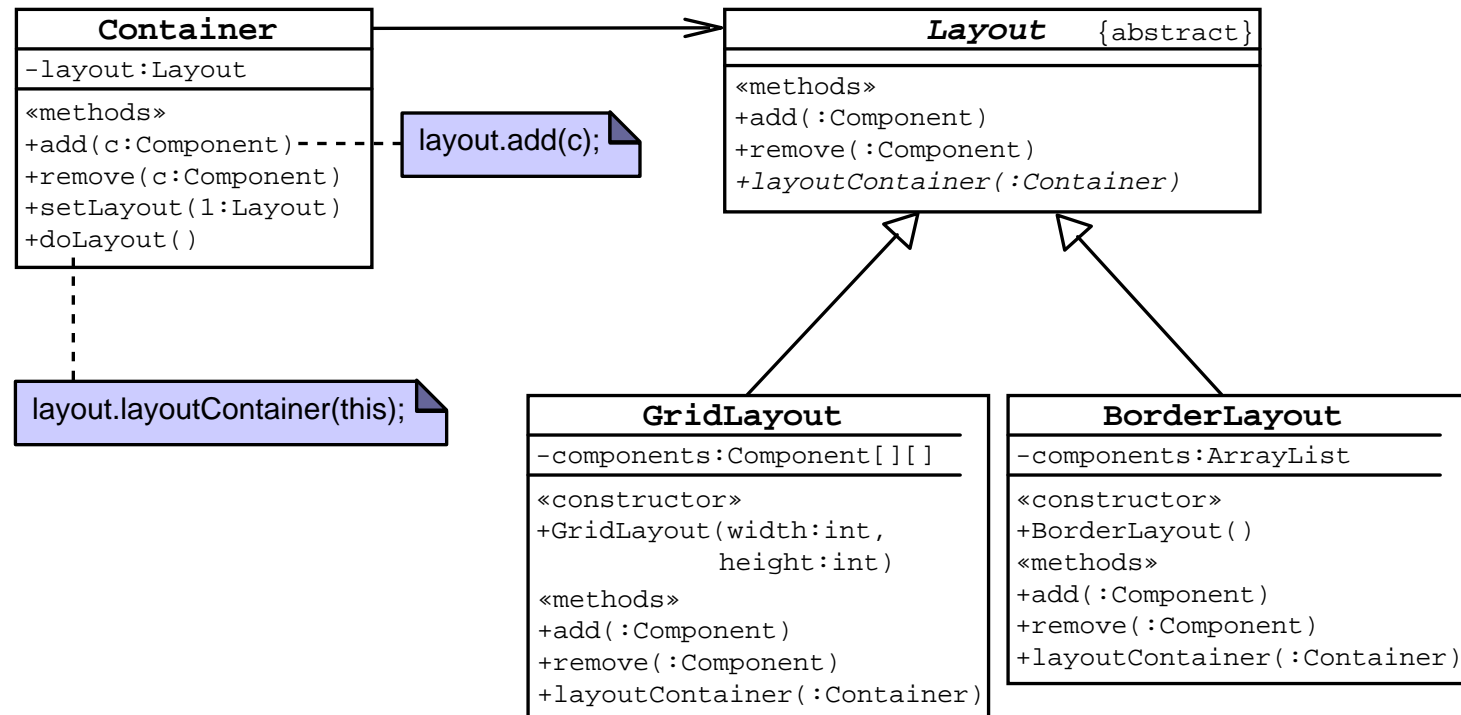 Container
-layout:Layout
«methods»
+add(c:Component)
+remove(c:Component)
+setLayout(1:Layout)
+doLayout()
layout.add(c);
layout.layoutContainer(this);
Layout {abstract}
«methods»
+add(:Component)
+remove(:Component)
+layoutContainer(:Container)
GridLayout
-components:Component[][]
«constructor»
+GridLayout(width:int,
height:int)
«methods»
+add(:Component)
+remove(:Component)
+layoutContainer(:Container)
BorderLayout
-components:ArrayList
«constructor»
+BorderLayout()
«methods»
+add(:Component)
+remove(:Component)
+layoutContainer(:Container)